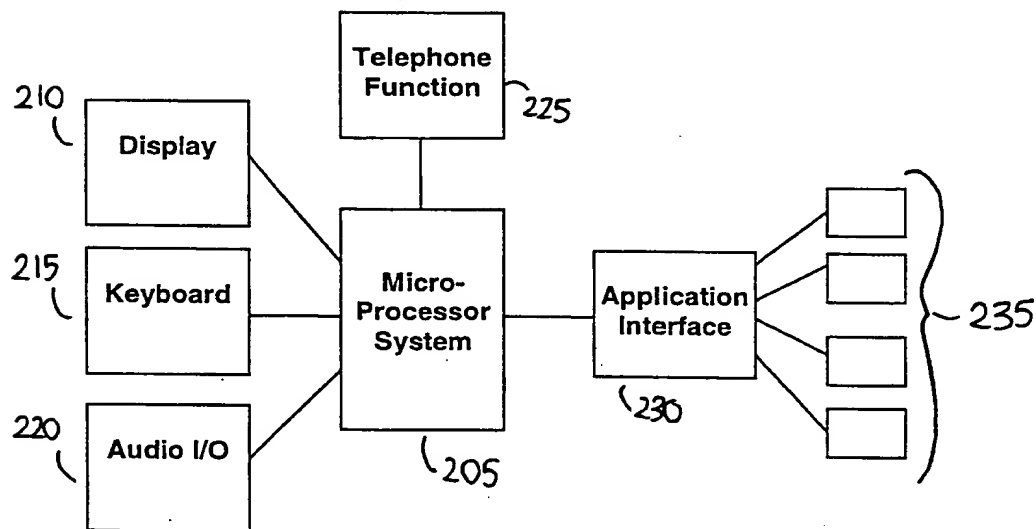 Telephone
Function
225
210
Display
215
Keyboard
Micro-
Processor
System
Application
Interface
235
230
220
Audio I/O
205